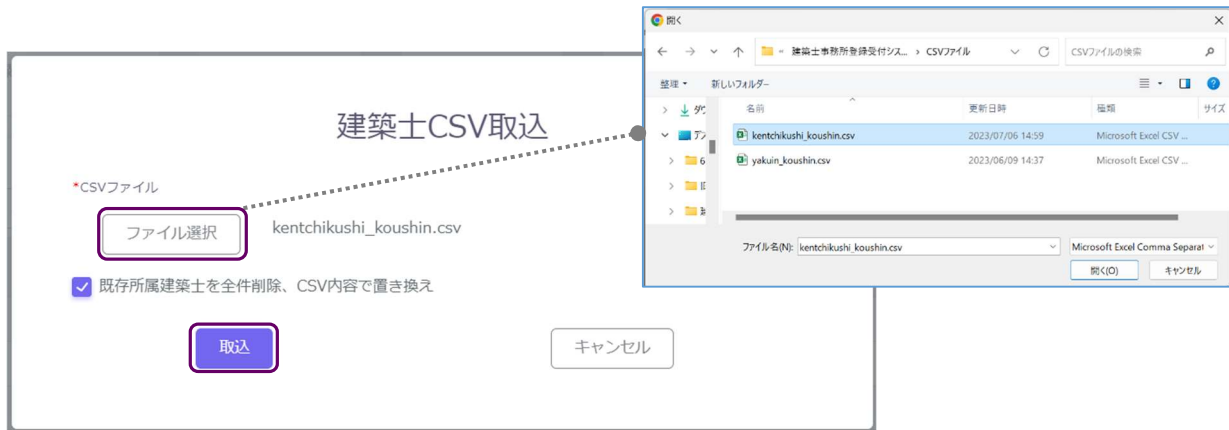 建築士CSV取込
*CSVファイル
ファイル選択
kentchikushi_koushin.csv
既存所属建築士を全件削除、CSV内容で置き換え
取込
キャンセル
開く
建築士事務所登録受付シス... › CSVファイル
CSVファイルの検索
整理
新しいフォルダー
名前
更新日時
種類
サイズ
kentchikushi_koushin.csv
2023/07/06 14:59
Microsoft Excel CSV ...
yakuin_koushin.csv
2023/06/09 14:37
Microsoft Excel CSV ...
ファイル名(N):
kentchikushi_koushin.csv
Microsoft Excel Comma Separat
開く(O)
キャンセル